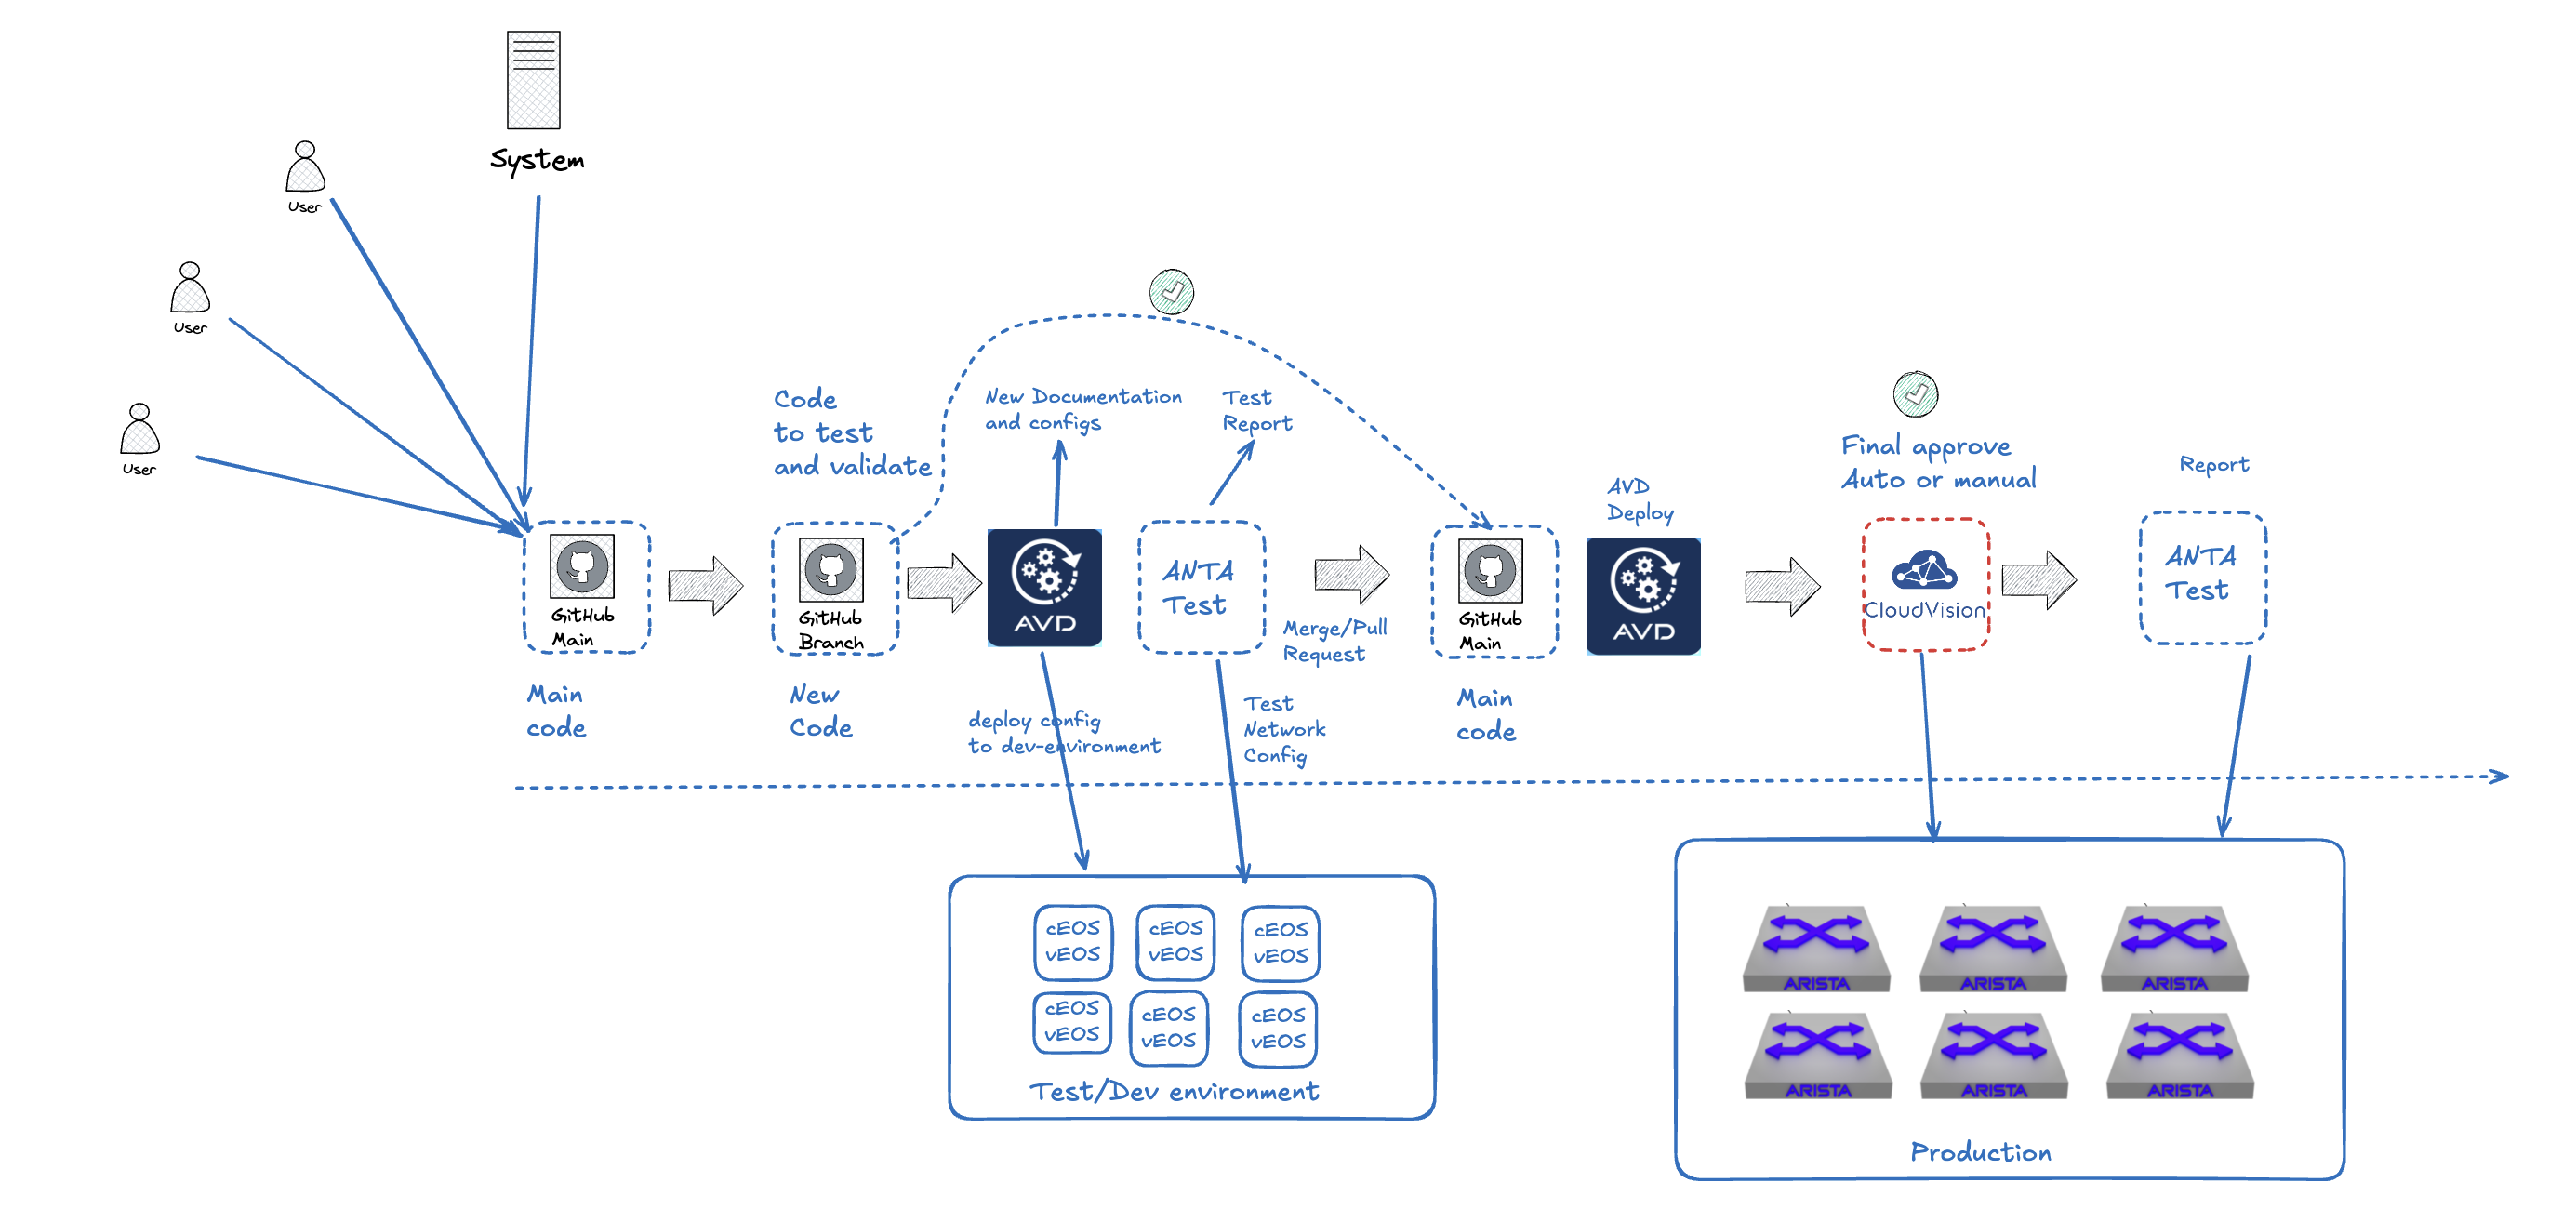 System
User
User
User
Code
to test
and validate
New Documentation
and configs
Test
Report
Final approve
Auto or manual
Report
AVD
Deploy
GitHub
Main
GitHub
Branch
AVD
ANTA
Test
Merge/Pull
Request
GitHub
Main
AVD
CloudVision
ANTA
Test
Main
code
New
Code
deploy config
to dev-environment
Test
Network
Config
Main
code
cEOS
vEOS
cEOS
vEOS
cEOS
vEOS
cEOS
vEOS
cEOS
vEOS
cEOS
vEOS
Test/Dev environment
ARISTA
ARISTA
ARISTA
ARISTA
ARISTA
ARISTA
Production